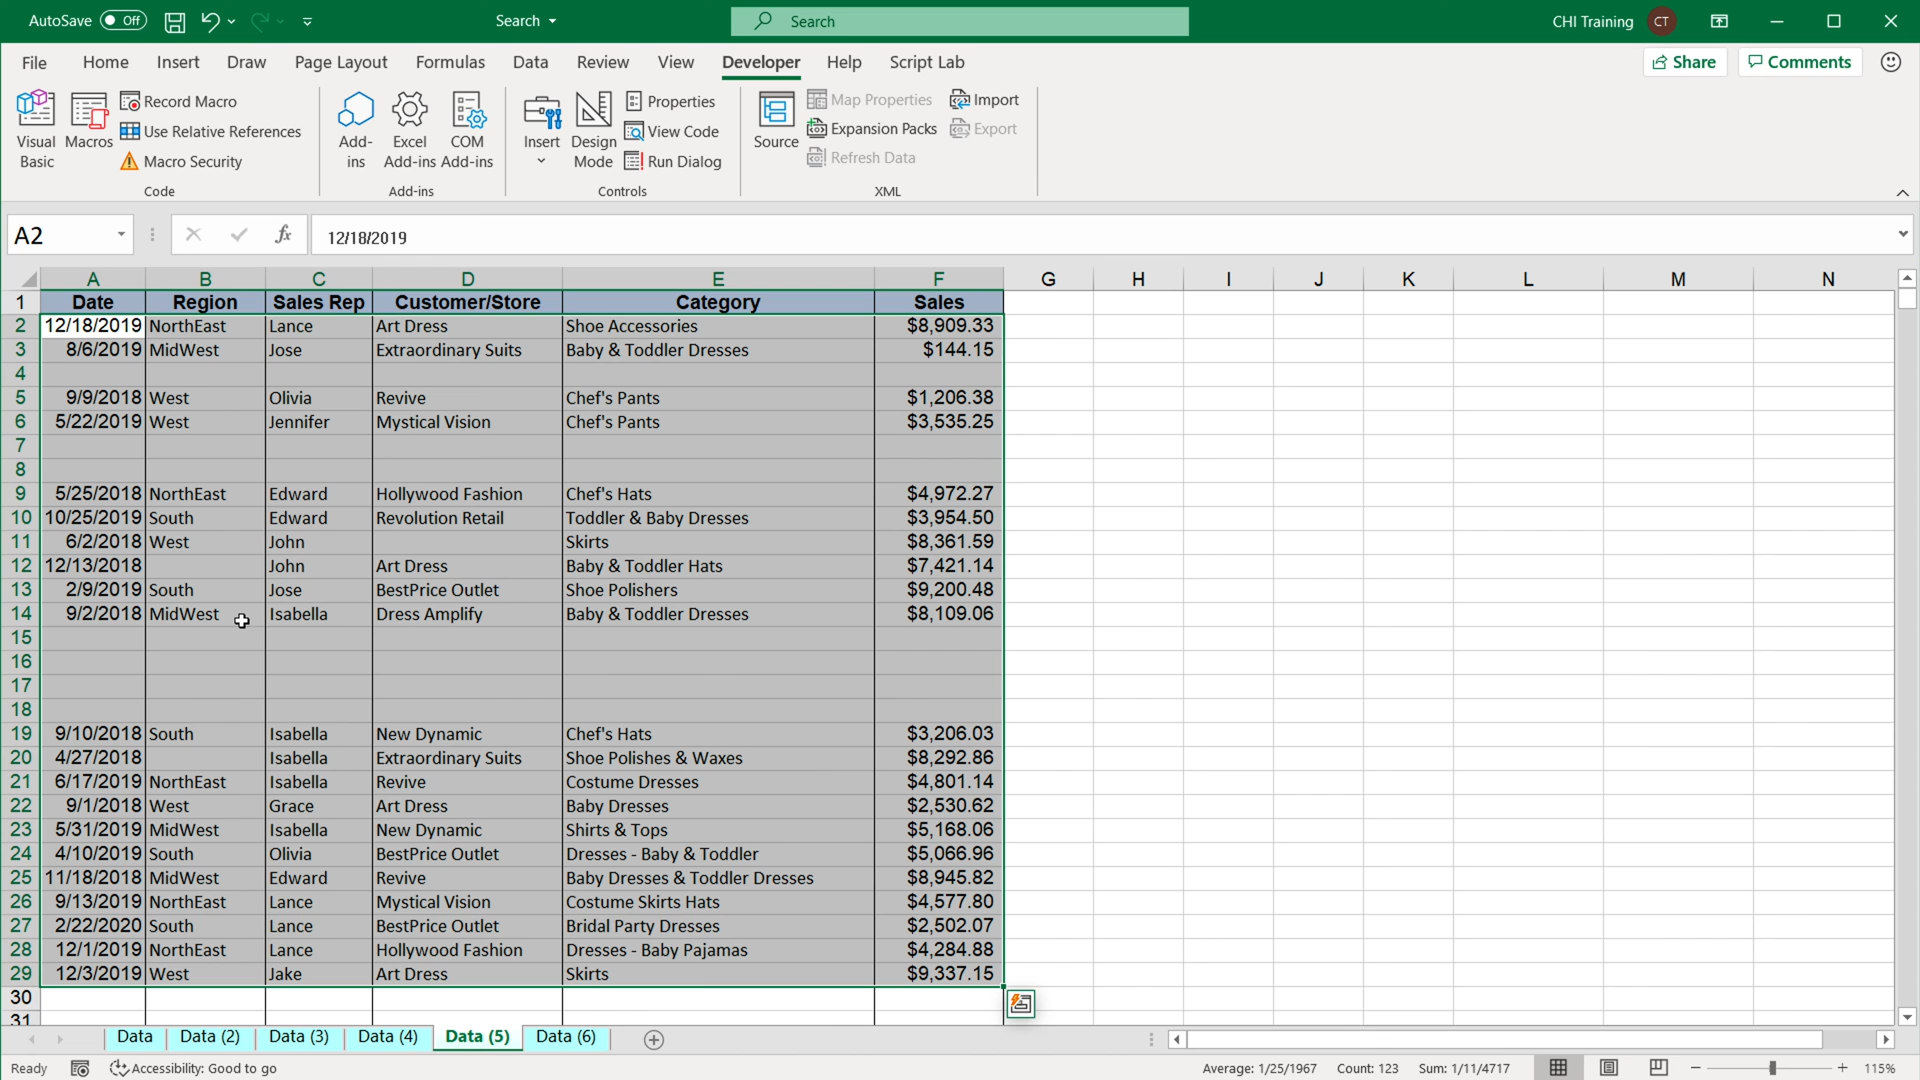 AutoSave Off Search Search CHI Training CT
File Home Insert Draw Page Layout Formulas Data Review View Developer Help Script Lab Share Comments
Visual Basic Macros Record Macro Use Relative References Macro Security Code
Add-ins Excel Add-ins COM Add-ins Add-ins
Insert Design Mode Properties View Code Run Dialog Controls
Source Map Properties Expansion Packs Refresh Data Import Export XML
A2 fx 12/18/2019
A B C D E F G H I J K L M N
1 Date Region Sales Rep Customer/Store Category Sales
2 12/18/2019 NorthEast Lance Art Dress Shoe Accessories $8,909.33
3 8/6/2019 MidWest Jose Extraordinary Suits Baby & Toddler Dresses $144.15
4
5 9/9/2018 West Olivia Revive Chef's Pants $1,206.38
6 5/22/2019 West Jennifer Mystical Vision Chef's Pants $3,535.25
7
8
9 5/25/2018 NorthEast Edward Hollywood Fashion Chef's Hats $4,972.27
10 10/25/2019 South Edward Revolution Retail Toddler & Baby Dresses $3,954.50
11 6/2/2018 West John Skirts $8,361.59
12 12/13/2018 John Art Dress Baby & Toddler Hats $7,421.14
13 2/9/2019 South Jose BestPrice Outlet Shoe Polishers $9,200.48
14 9/2/2018 MidWest Isabella Dress Amplify Baby & Toddler Dresses $8,109.06
15
16
17
18
19 9/10/2018 South Isabella New Dynamic Chef's Hats $3,206.03
20 4/27/2018 Isabella Extraordinary Suits Shoe Polishes & Waxes $8,292.86
21 6/17/2019 NorthEast Isabella Revive Costume Dresses $4,801.14
22 9/1/2018 West Grace Art Dress Baby Dresses $2,530.62
23 5/31/2019 MidWest Isabella New Dynamic Shirts & Tops $5,168.06
24 4/10/2019 South Olivia BestPrice Outlet Dresses - Baby & Toddler $5,066.96
25 11/18/2018 MidWest Edward Revive Baby Dresses & Toddler Dresses $8,945.82
26 9/13/2019 NorthEast Lance Mystical Vision Costume Skirts Hats $4,577.80
27 2/22/2020 South Lance BestPrice Outlet Bridal Party Dresses $2,502.07
28 12/1/2019 NorthEast Lance Hollywood Fashion Dresses - Baby Pajamas $4,284.88
29 12/3/2019 West Jake Art Dress Skirts $9,337.15
30
31
Data Data (2) Data (3) Data (4) Data (5) Data (6)
Ready Accessibility: Good to go Average: 1/25/1967 Count: 123 Sum: 1/11/4717 115%